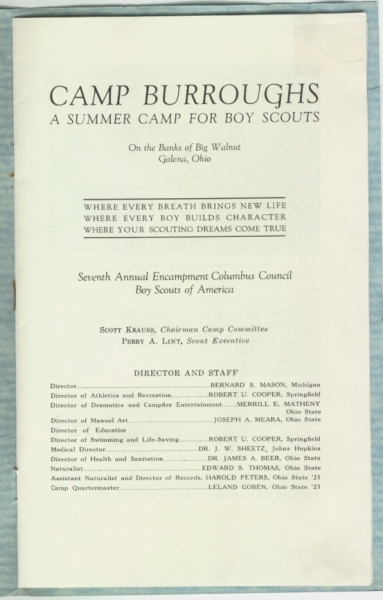 CAMP BURROUGHS
A SUMMER CAMP FOR BOY SCOUTS
On the Banks of Big Walnut
Galena, Ohio
WHERE EVERY BREATH BRINGS NEW LIFE
WHERE EVERY BOY BUILDS CHARACTER
WHERE YOUR SCOUTING DREAMS COME TRUE
Seventh Annual Encampment Columbus Council
Boy Scouts of America
SCOTT KRAUSS, Chairman Camp Committee
PERRY A. LINT, Scout Executive
DIRECTOR AND STAFF
Director....................BERNARD S. MASON, Michigan
Director of Athletics and Recreation..........ROBERT U. COOPER, Springfield
Director of Dramatics and Campfire Entertainment......MERRILL E. MATHENY
Ohio State
Director of Manual Art....................JOSEPH A. MEARA, Ohio State
Director of Education
Director of Swimming and Life-Saving..........ROBERT U. COOPER, Springfield
Medical Director....................DR. J. W. SHEETZ, Johns Hopkins
Director of Health and Sanitation..........DR. JAMES A. BEER, Ohio State
Naturalist....................EDWARD S. THOMAS, Ohio State
Assistant Naturalist and Director of Records, HAROLD PETERS, Ohio State '25
Camp Quartermaster....................LELAND GOBEN, Ohio State '25